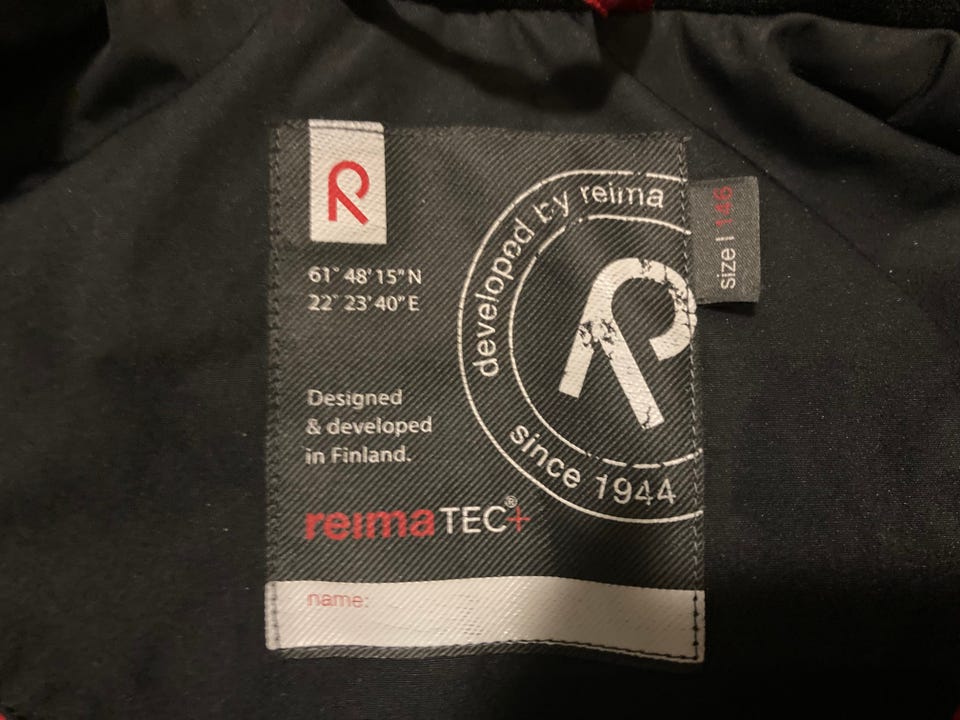 R
61° 48' 15" N
22° 23' 40" E
Designed
& developed
in Finland.
reimaTEC®+
name:
developed by reima
R
since 1944
size | 146